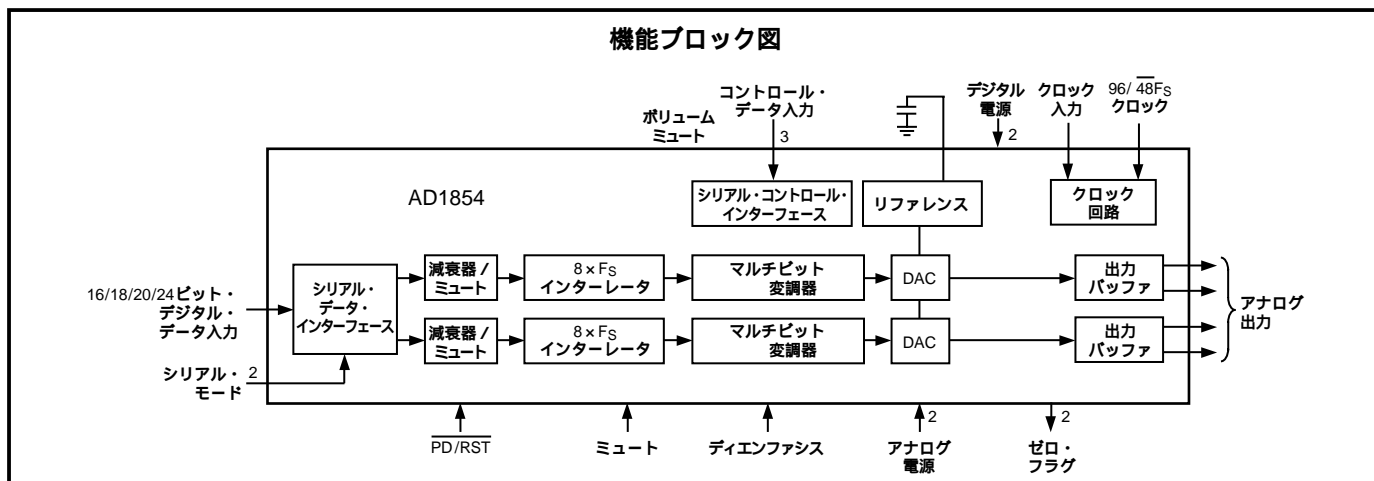 機能ブロック図
コントロール・
データ入力
ボリューム
ミュート
3
デジタル
電源
2
クロック
入力
96/48FS
クロック
AD1854
シリアル・コントロール・
インターフェース
リファレンス
クロック
回路
16/18/20/24ビット・
デジタル・
データ入力
シリアル・
データ・
インターフェース
減衰器/
ミュート
8×FS
インターレータ
マルチビット
変調器
DAC
出力
バッファ
減衰器/
ミュート
8×FS
インターレータ
マルチビット
変調器
DAC
出力
バッファ
アナログ
出力
シリアル・
モード
2
PD/RST
ミュート
ディエンファシス
アナログ
電源
2
ゼロ・
フラグ
2